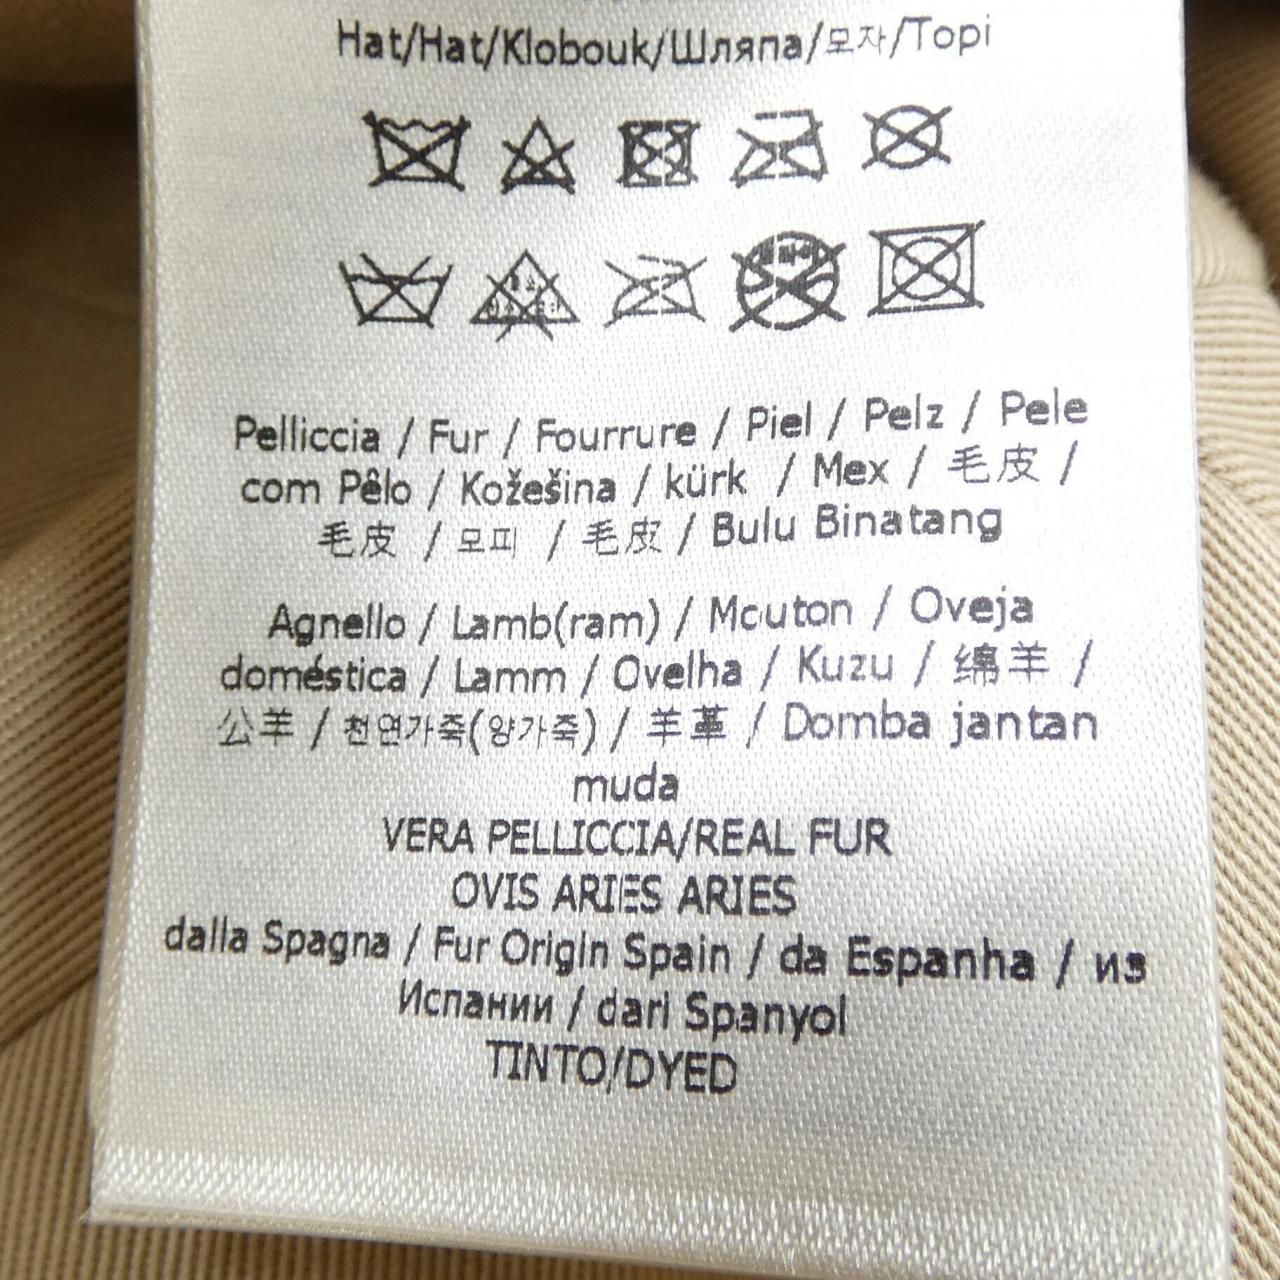 Hat/Hat/Klobouk/Шляпа/모자/Topi
Pelliccia / Fur / Fourrure / Piel / Pelz / Pele
com Pêlo / Kožešina / kürk / Mex / 毛皮 /
毛皮 / 모피 / 毛皮 / Bulu Binatang
Agnello / Lamb(ram) / Mouton / Oveja
doméstica / Lamm / Ovelha / Kuzu / 绵羊 /
公羊 / 천연가죽(양가죽) / 羊革 / Domba jantan
muda
VERA PELLICCIA/REAL FUR
OVIS ARIES ARIES
dalla Spagna / Fur Origin Spain / da Espanha / из
Испании / dari Spanyol
TINTO/DYED